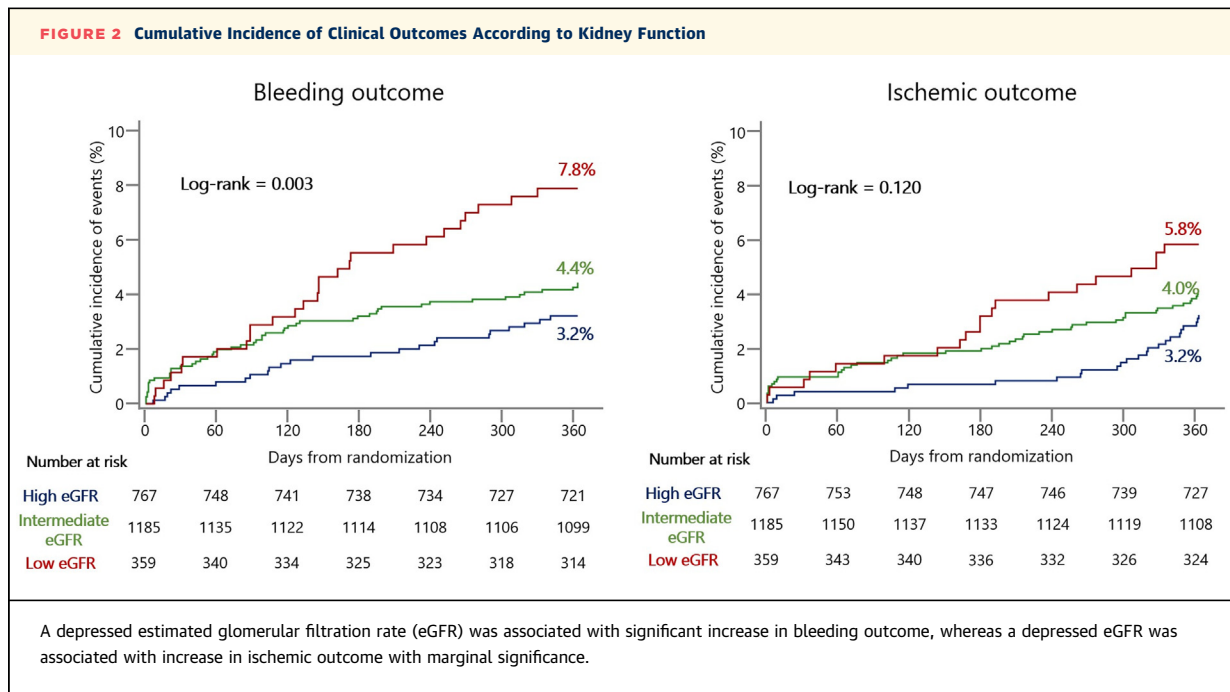 FIGURE 2 Cumulative Incidence of Clinical Outcomes According to Kidney Function
Bleeding outcome
Cumulative incidence of events (%)
10
8
6
4
2
0
Log-rank = 0.003
7.8%
4.4%
3.2%
0 60 120 180 240 300 360
Days from randomization
Number at risk
High eGFR 767 748 741 738 734 727 721
Intermediate
eGFR 1185 1135 1122 1114 1108 1106 1099
Low eGFR 359 340 334 325 323 318 314
Ischemic outcome
Cumulative incidence of events (%)
10
8
6
4
2
0
Log-rank = 0.120
5.8%
4.0%
3.2%
0 60 120 180 240 300 360
Days from randomization
Number at risk
High eGFR 767 753 748 747 746 739 727
Intermediate
eGFR 1185 1150 1137 1133 1124 1119 1108
Low eGFR 359 343 340 336 332 326 324
A depressed estimated glomerular filtration rate (eGFR) was associated with significant increase in bleeding outcome, whereas a depressed eGFR was
associated with increase in ischemic outcome with marginal significance.